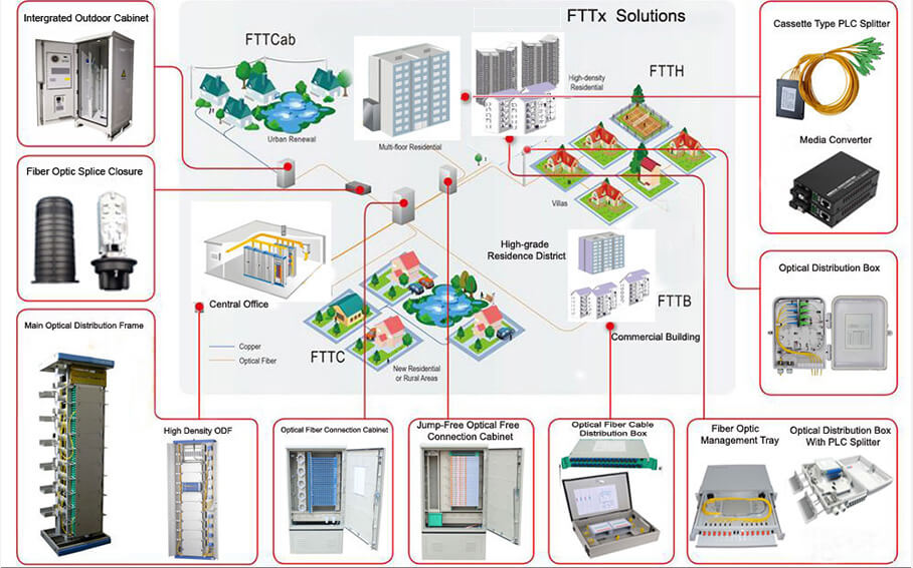 Intergrated Outdoor Cabinet
FTTx Solutions
Cassette Type PLC Splitter
FTTCab
Urban Renewal
Multi-floor Residential
High-density
Residential
FTTH
Villas
Media Converter
Fiber Optic Splice Closure
Central Office
High-grade
Residence District
FTTB
Commercial Building
Optical Distribution Box
Main Optical Distribution Frame
Copper
Optical Fiber
FTTC
New Residential
or Rural Areas
High Density ODF
Optical Fiber Connection Cabinet
Jump-Free Optical Free
Connection Cabinet
Optical Fiber Cable
Distribution Box
Fiber Optic
Management Tray
Optical Distribution Box
With PLC Splitter